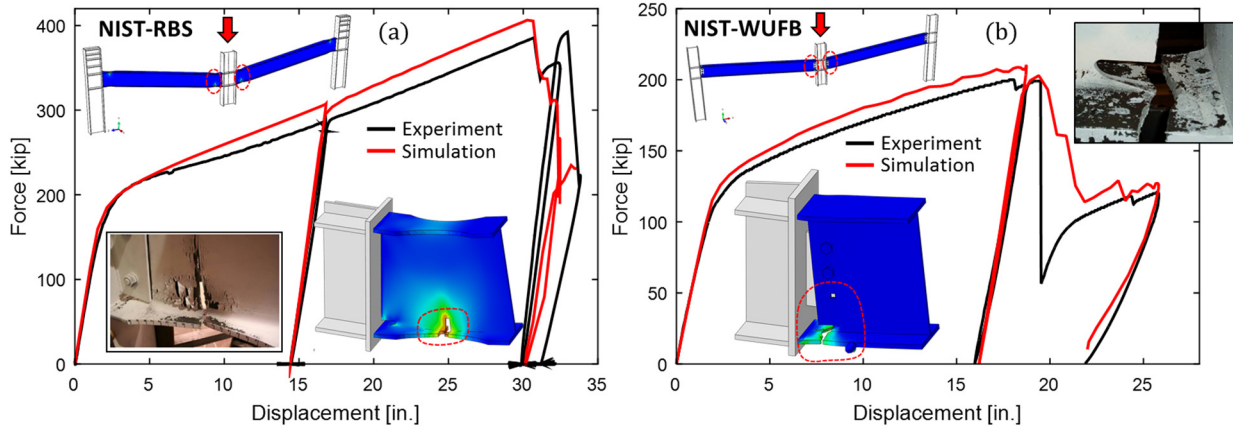 NIST-RBS
(a)
400
300
200
100
0
Force [kip]
Experiment
Simulation
0 5 10 15 20 25 30 35
Displacement [in.]
NIST-WUFB
(b)
250
200
150
100
50
0
Force [kip]
Experiment
Simulation
0 5 10 15 20 25
Displacement [in.]